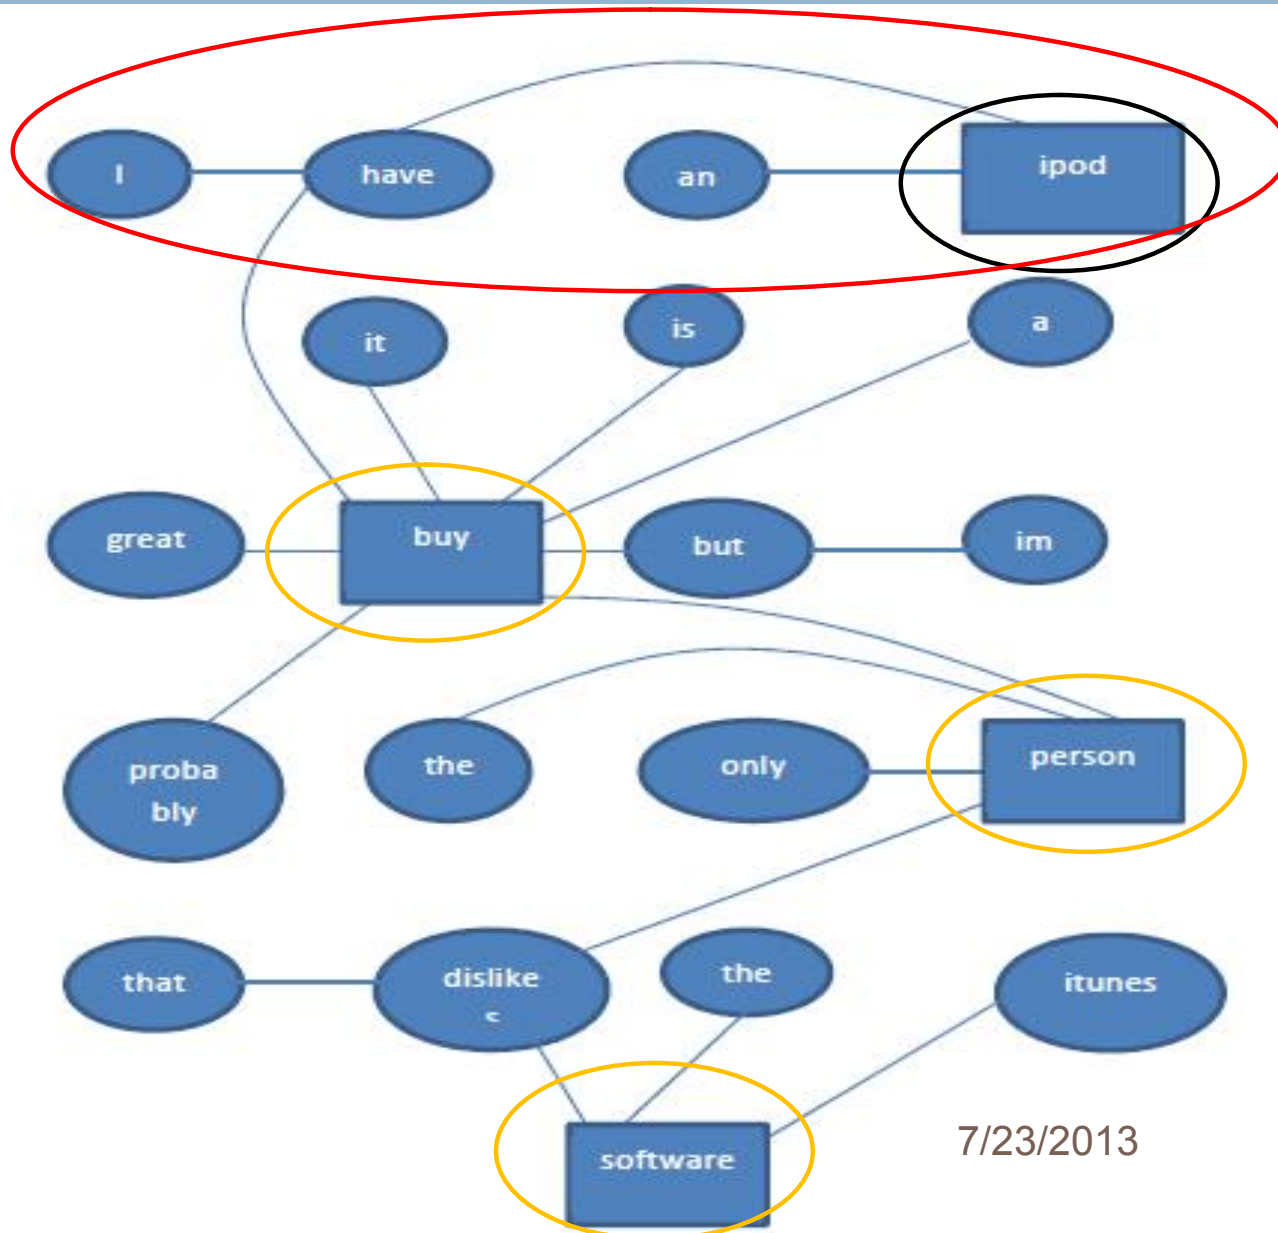 I have an ipod
it is a
great buy but im
proba
bly
the only person
that
dislike
the itunes
software
7/23/2013